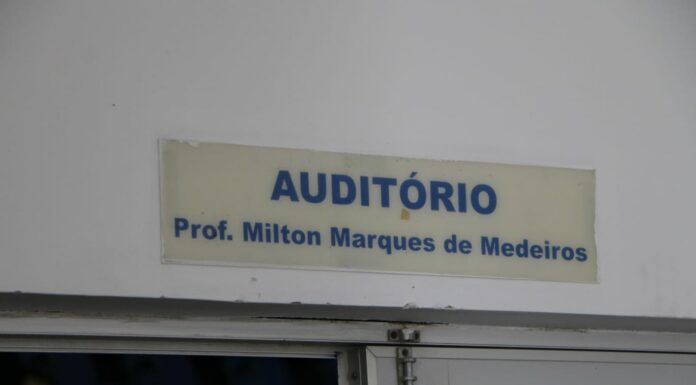 AUDITÓRIO
Prof. Milton Marques de Medeiros